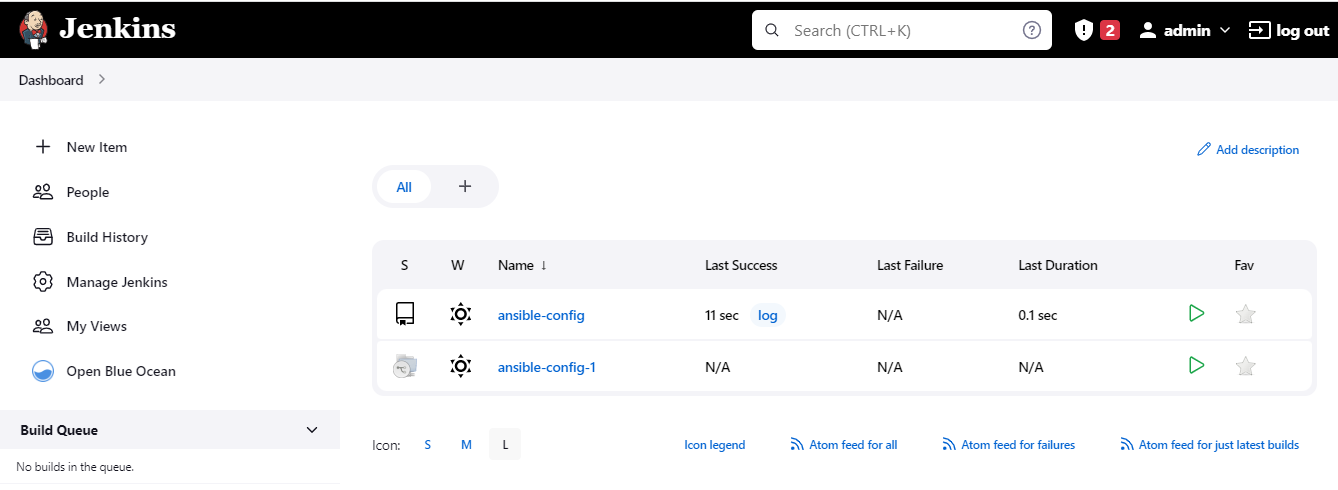 Jenkins
Search (CTRL+K)
2
admin
log out
Dashboard
New Item
People
Build History
Manage Jenkins
My Views
Open Blue Ocean
Build Queue
No builds in the queue.
Add description
All +
S W Name ↓ Last Success Last Failure Last Duration Fav
ansible-config 11 sec log N/A 0.1 sec
ansible-config-1 N/A N/A N/A
Icon: S M L
Icon legend Atom feed for all Atom feed for failures Atom feed for just latest builds